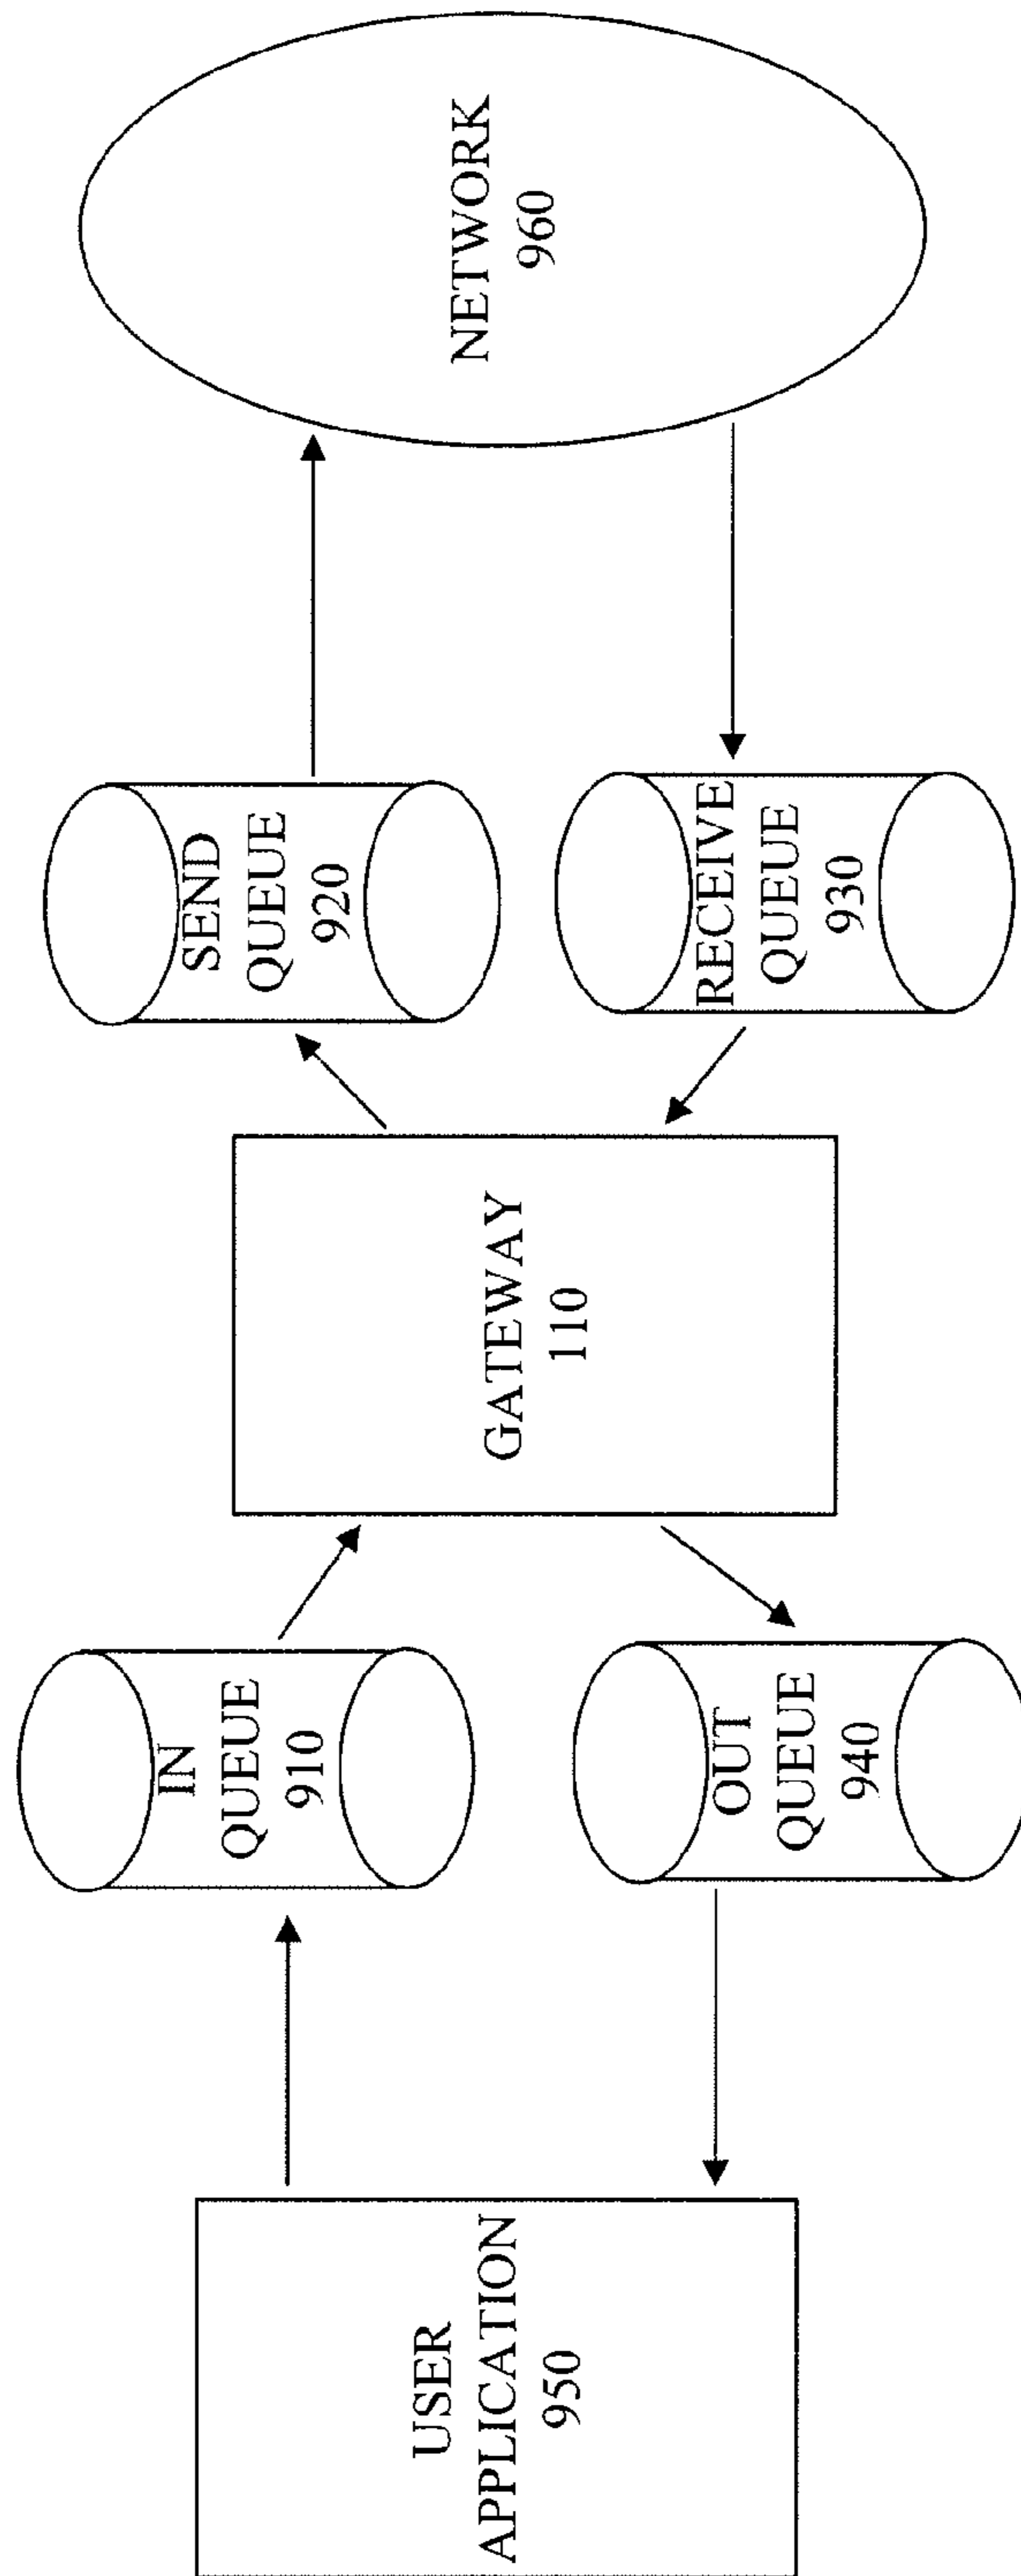 USER
APPLICATION
950
IN
QUEUE
910
OUT
QUEUE
940
GATEWAY
110
SEND
QUEUE
920
RECEIVE
QUEUE
930
NETWORK
960